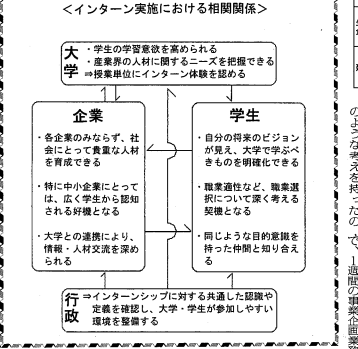 <インターン実施における相関関係>
大学
・学生の学習意欲を高められる
・産業界の人材に関するニーズを把握できる
⇒授業単位にインターン体験を認める
企業
・各企業のみならず、社
会にとって貴重な人材
を育成できる
・特に中小企業にとって
は、広く学生から認知
される好機となる
・大学との連携により、
情報・人材交流を深め
られる
学生
・自分の将来のビジョン
が見え、大学で学ぶべ
きものを明確化できる
・職業適性など、職業選
択について深く考える
契機となる
・同じような目的意識を
持った仲間と知り合え
る
行政
⇒インターンシップに対する共通した認識や
定義を確認し、大学・学生が参加しやすい
環境を整備する
のような考えを持ったの で、1週間の事業企画